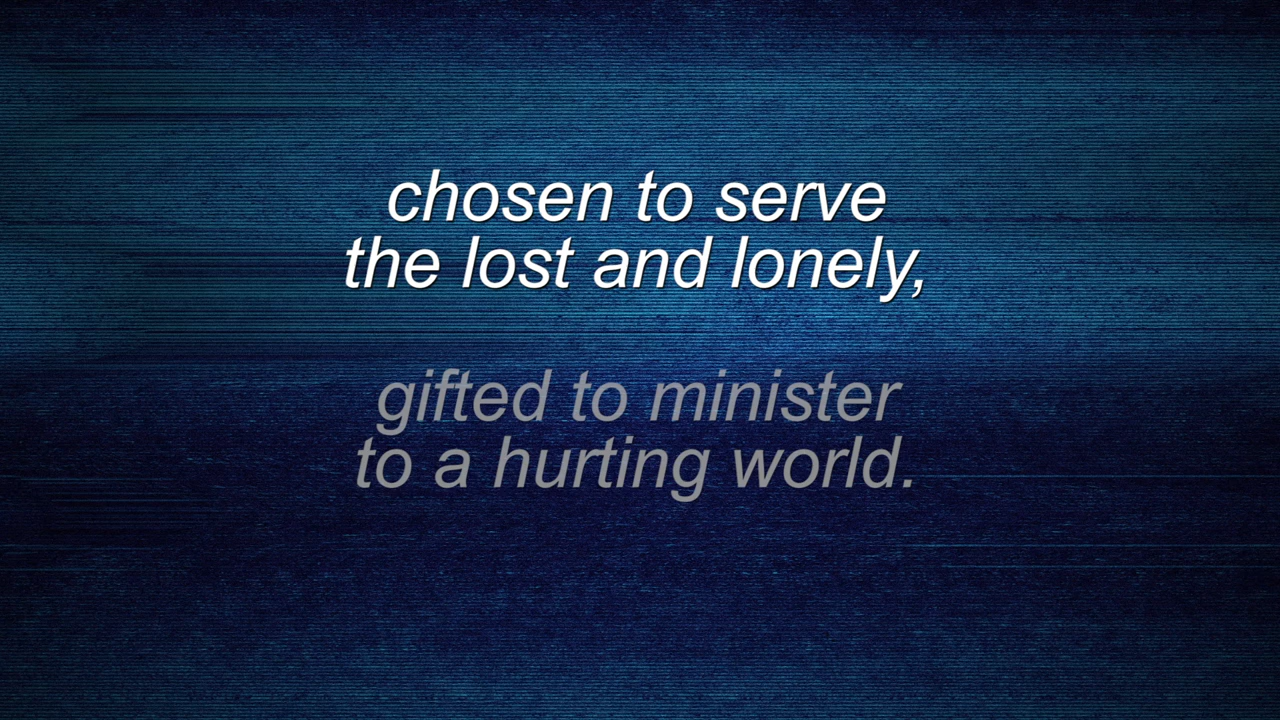 chosen to serve
the lost and lonely,
gifted to minister
to a hurting world.